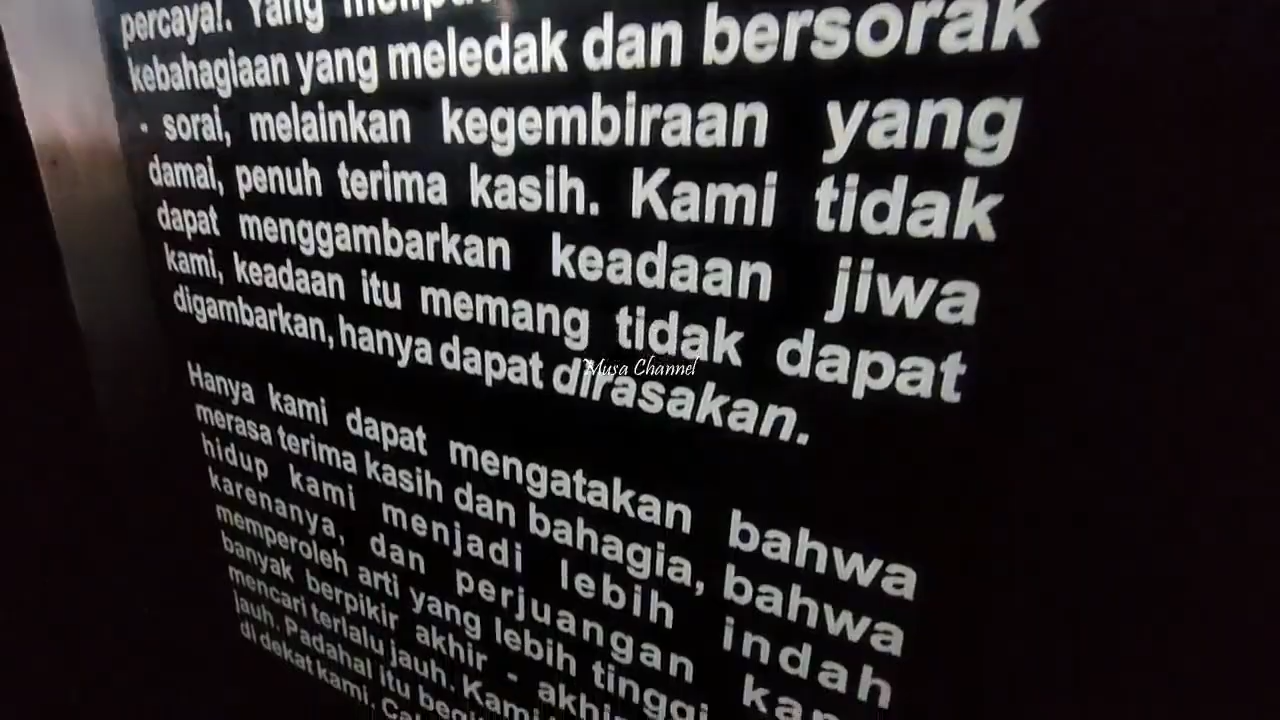 percaya!. Yang
kebahagiaan yang meledak dan bersorak
- sorai, melainkan kegembiraan yang
damai, penuh terima kasih. Kami tidak
dapat menggambarkan keadaan jiwa
kami, keadaan itu memang tidak dapat
digambarkan, hanya dapat dirasakan.
Musa Channel
Hanya kami dapat mengatakan bahwa
merasa terima kasih dan bahagia, bahwa
hidup kami menjadi lebih indah
karenanya, dan perjuangan
memperoleh arti yang lebih tinggi
banyak berpikir akhir -
mencari terlalu jauh. Kami
jauh. Padahal itu
di dekat kami.